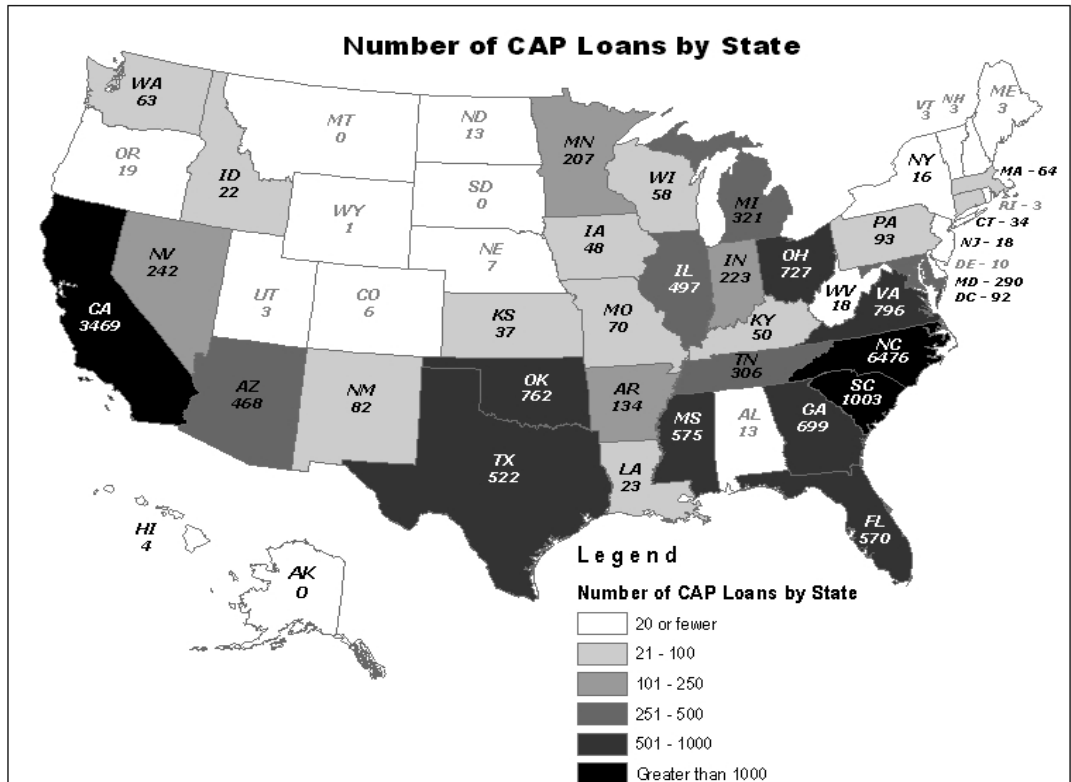 Number of CAP Loans by State
WA
63
MT
0
ND
13
MN
207
VT
3
NH
3
ME
3
OR
19
ID
22
WY
1
SD
0
WI
58
MI
321
NY
16
MA - 64
RI - 3
CT - 34
NJ - 18
DE - 10
MD - 290
DC - 92
NV
242
UT
3
CO
6
NE
7
IA
48
IL
497
IN
223
OH
727
PA
93
WV
18
VA
796
CA
3469
KS
37
MO
70
KY
50
NC
6476
TN
306
SC
1003
AZ
468
NM
82
OK
762
AR
134
MS
575
AL
13
GA
699
TX
522
LA
23
FL
570
HI
4
AK
0
Legend
Number of CAP Loans by State
20 or fewer
21 - 100
101 - 250
251 - 500
501 - 1000
Greater than 1000